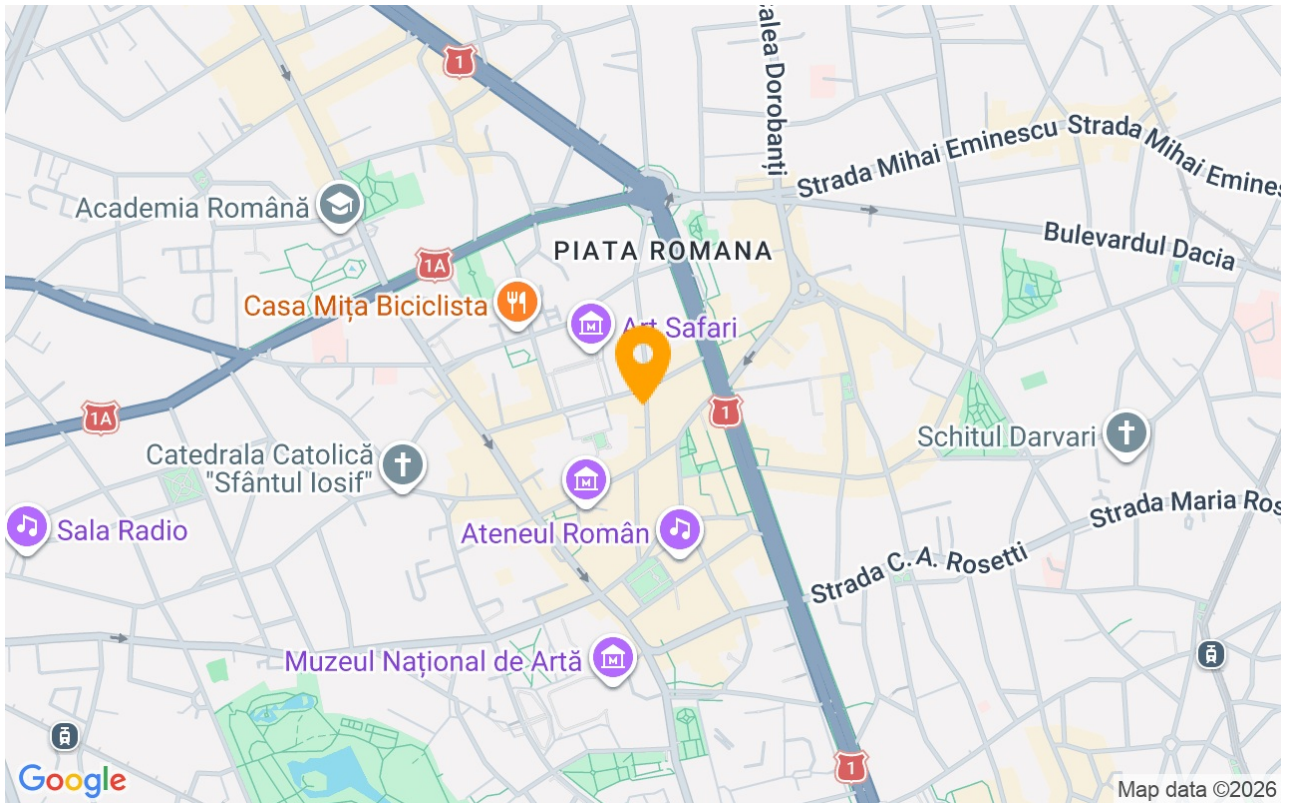 1
alea Dorobanți
Strada Mihai Eminescu
Strada Mihai Emines
Academia Română
Bulevardul Dacia
PIATA ROMANA
1A
Casa Mița Biciclista
Art Safari
1A
1
Catedrala Catolică
"Sfântul Iosif"
Schitul Darvari
Sala Radio
Ateneul Român
Strada Maria Ros
Strada C. A. Rosetti
Muzeul Național de Artă
1
Google
Map data ©2026